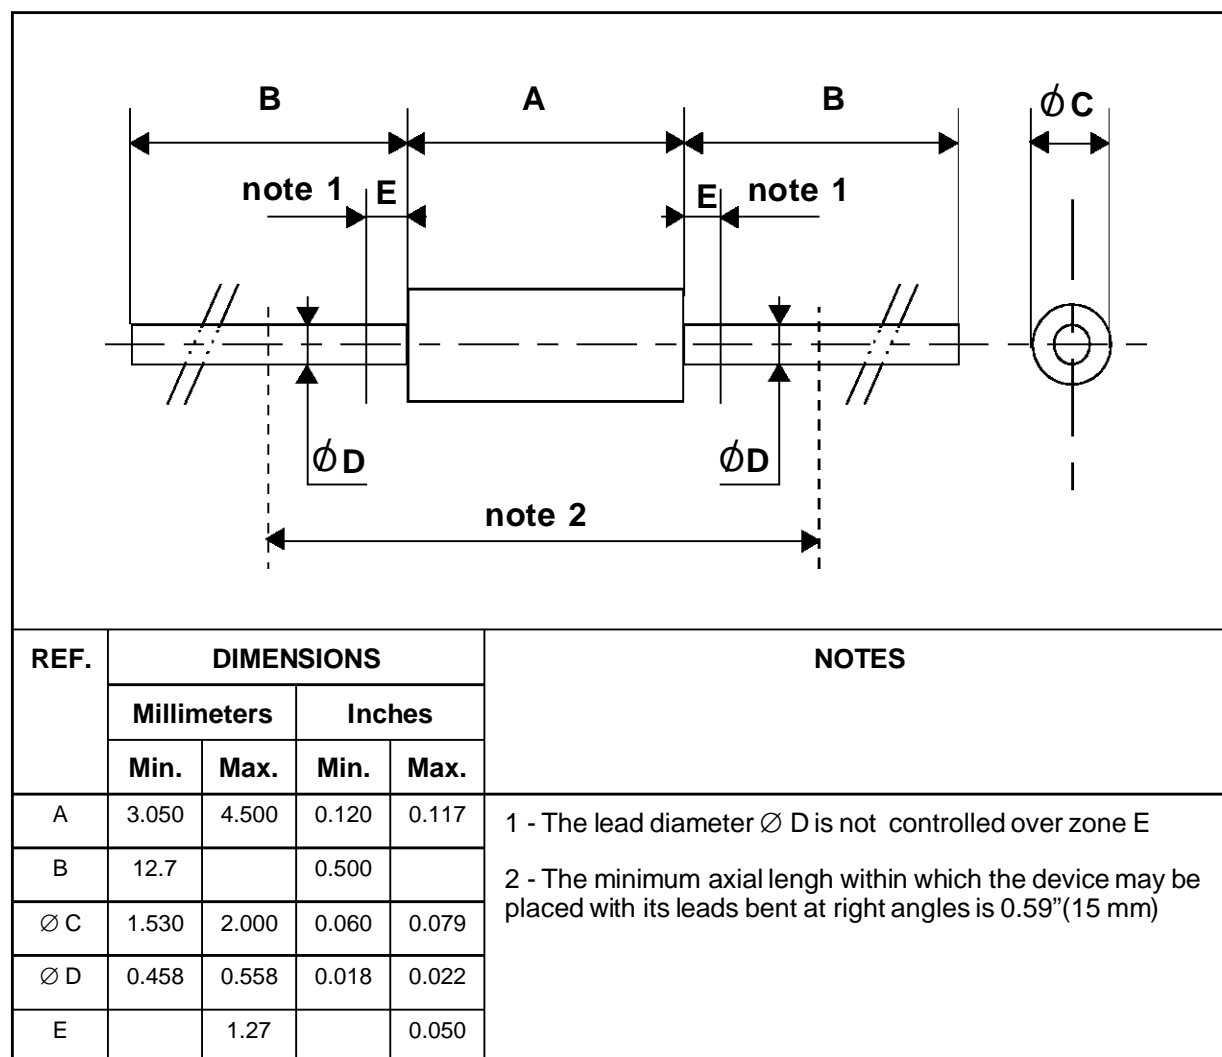 B A B ∅ C
note 1 E E note 1
∅ D ∅ D
note 2
REF. DIMENSIONS NOTES
Millimeters Inches
Min. Max. Min. Max.
A 3.050 4.500 0.120 0.117
B 12.7 0.500
∅ C 1.530 2.000 0.060 0.079
∅ D 0.458 0.558 0.018 0.022
E 1.27 0.050
1 - The lead diameter ∅ D is not controlled over zone E
2 - The minimum axial lengh within which the device may be
placed with its leads bent at right angles is 0.59”(15 mm)